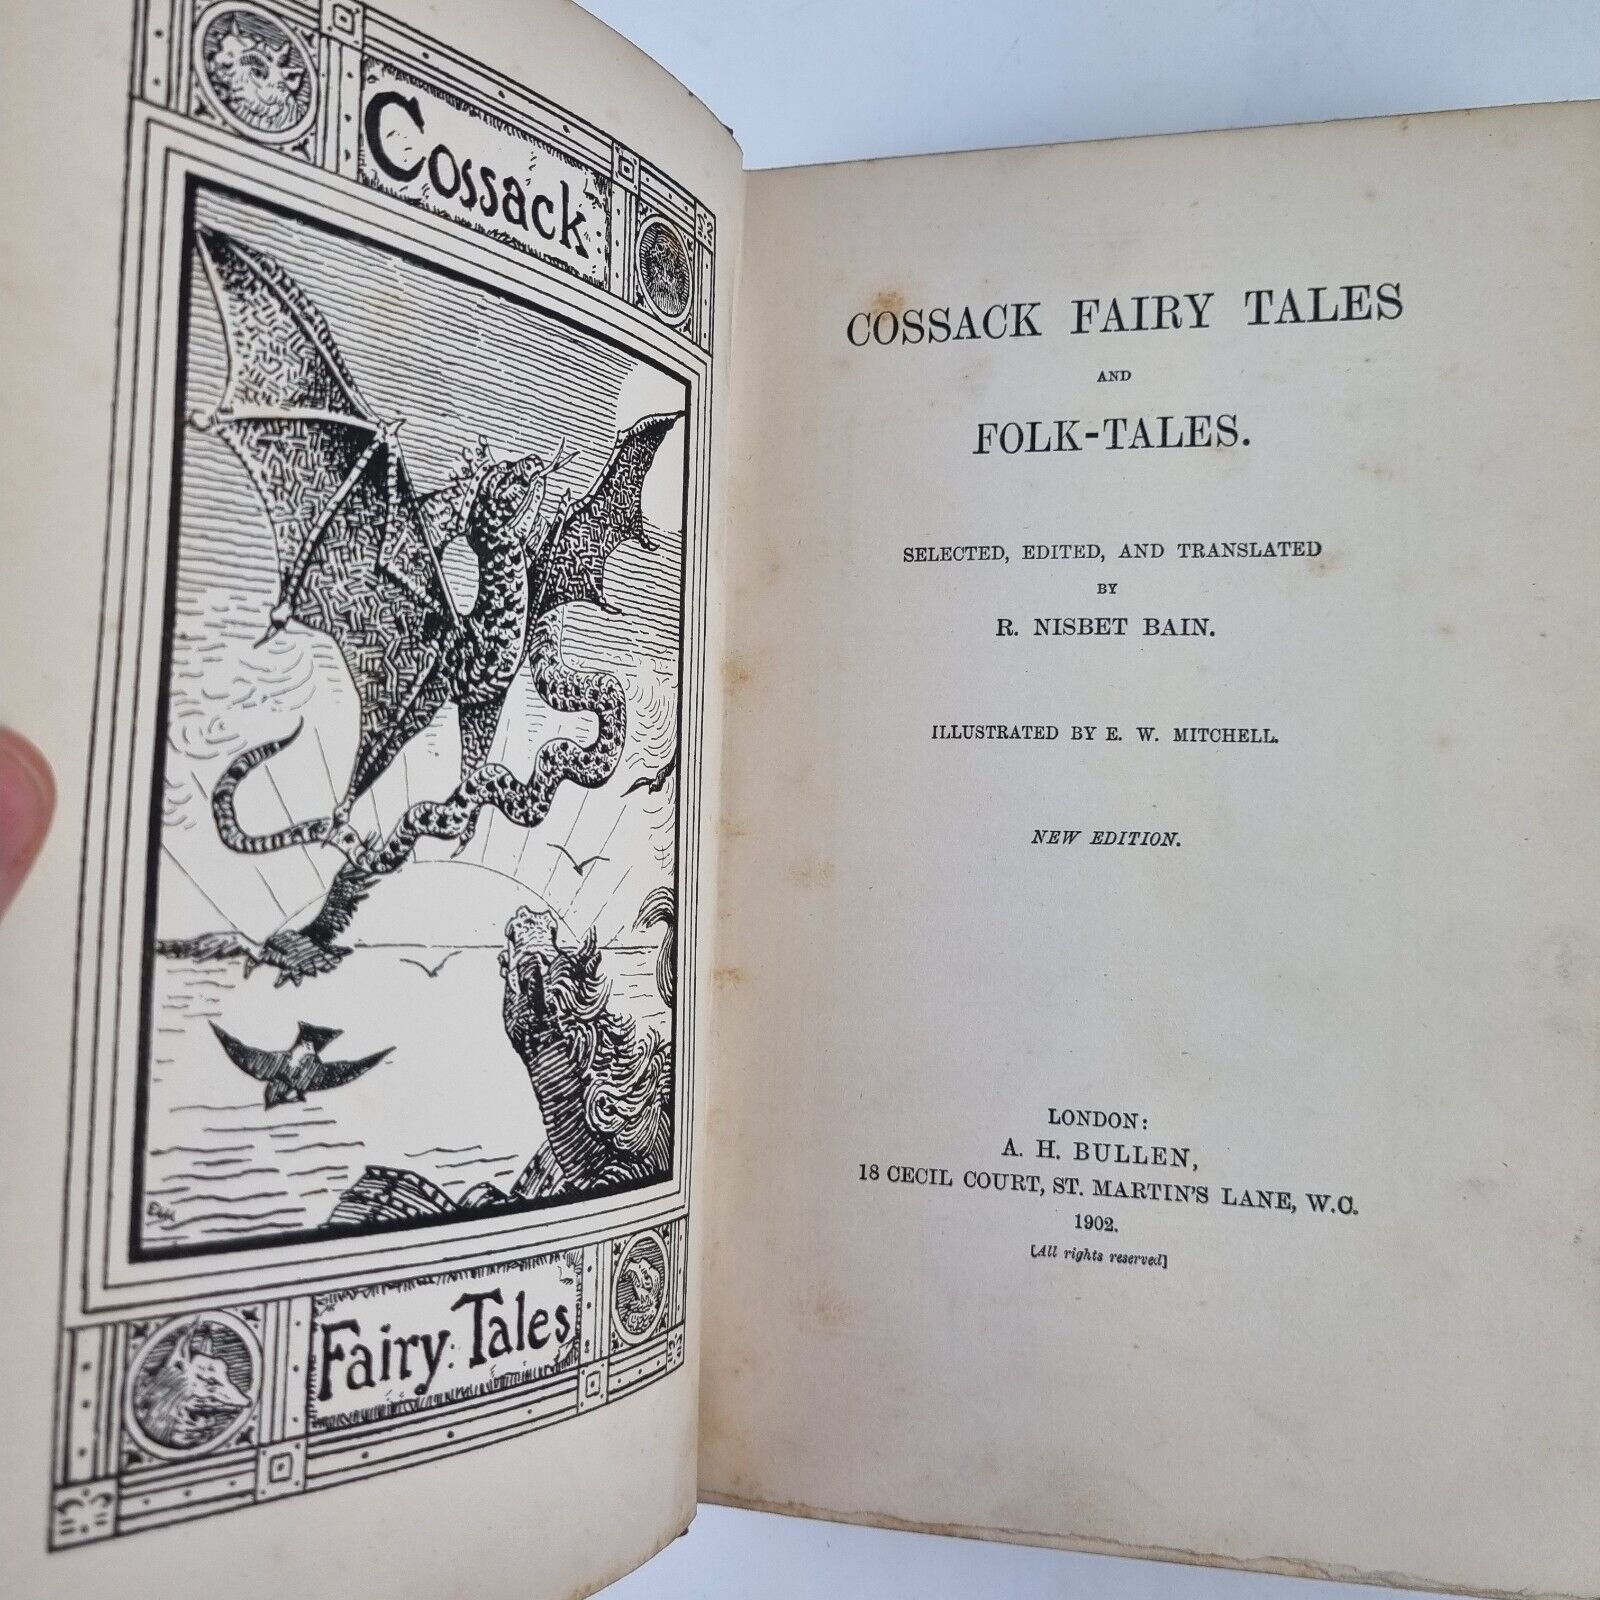 Cossack
EWM
Fairy: Tales
COSSACK FAIRY TALES
AND
FOLK-TALES.
SELECTED, EDITED, AND TRANSLATED
BY
R. NISBET BAIN.
ILLUSTRATED BY E. W. MITCHELL.
NEW EDITION.
LONDON:
A. H. BULLEN,
18 CECIL COURT, ST. MARTIN'S LANE, W.C.
1902.
[All rights reserved]